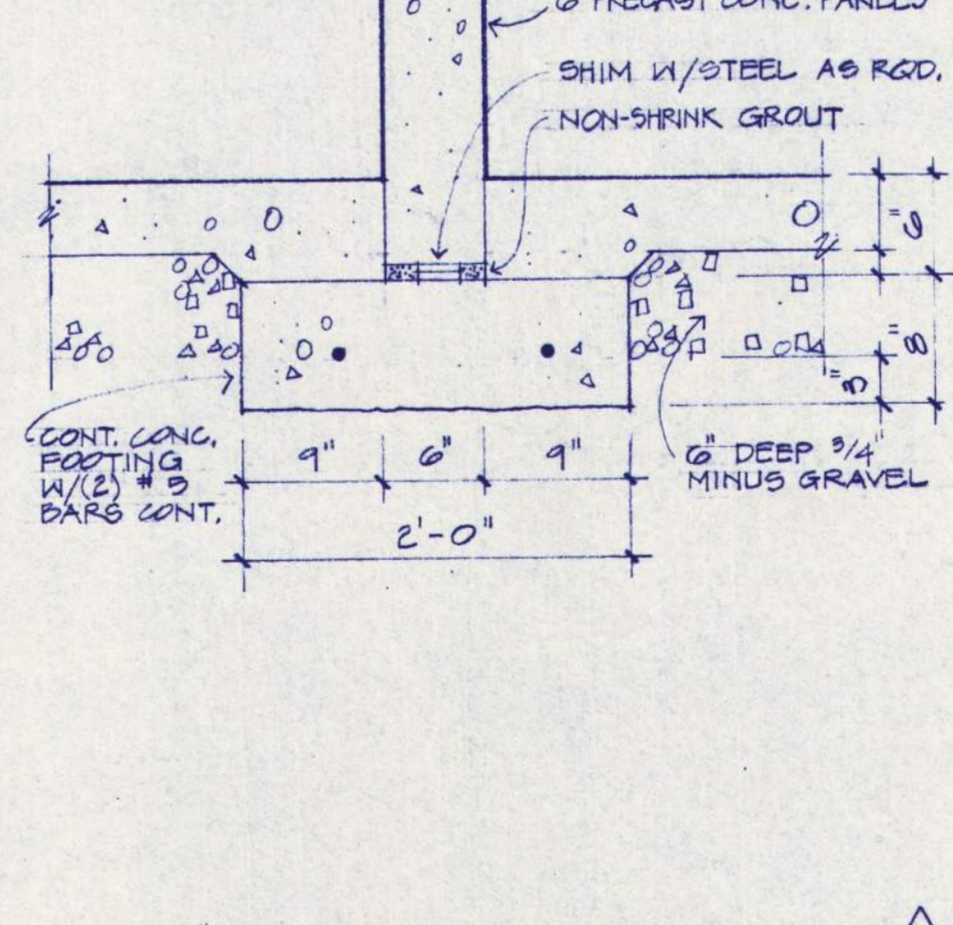 6" PRECAST CONC. PANELS
SHIM W/STEEL AS RQD.
NON-SHRINK GROUT
6"
8"
3"
CONT. CONC.
FOOTING
W/(2) #5
BARS CONT.
9" 6" 9"
2'-0"
6" DEEP 3/4"
MINUS GRAVEL